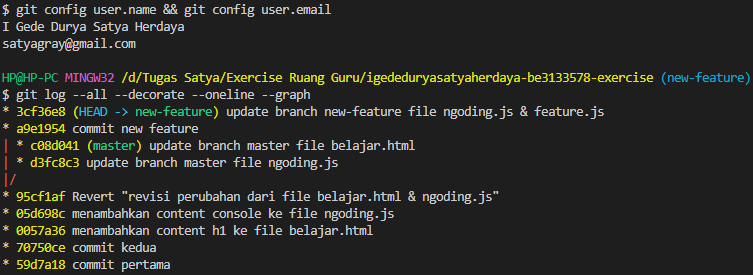 $ git config user.name && git config user.email
I Gede Durya Satya Herdaya
satyagray@gmail.com
HP@HP-PC MINGW32 /d/Tugas Satya/Exercise Ruang Guru/igededuryasatyaherdaya-be3133578-exercise (new-feature)
$ git log --all --decorate --oneline --graph
* 3cf36e8 (HEAD -> new-feature) update branch new-feature file ngoding.js & feature.js
* a9e1954 commit new feature
| * c08d041 (master) update branch master file belajar.html
| * d3fc8c3 update branch master file ngoding.js
|/
* 95cf1af Revert "revisi perubahan dari file belajar.html & ngoding.js"
* 05d698c menambahkan content console ke file ngoding.js
* 0057a36 menambahkan content h1 ke file belajar.html
* 70750ce commit kedua
* 59d7a18 commit pertama